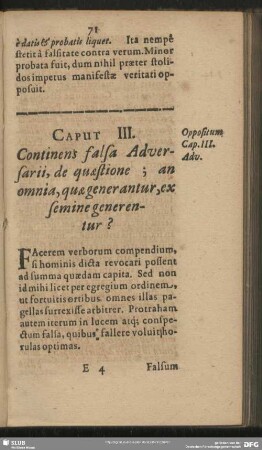 71
è datis & probatis liquet. Ita nempè
stetit à falsitate contra verum. Minor
probata fuit, dum nihil præter stoli-
dos impetus manifestæ veritati op-
posuit.
CAPUT III.
Oppositum
Cap. III.
Adv.
Continens falsa Adver-
sarii, de quæstione; an
omnia, quæ generantur, ex
semine generen-
tur?
FAcerem verborum compendium,
si hominis dicta revocari possent
ad summa quædam capita. Sed non
id mihi licet per egregium ordinem,
ut fortuitis ortibus omnes illas pa-
gellas surrexisse arbitrer. Protraham
autem iterum in lucem atq; conspe-
ctum falsa, quibus fallere voluit ho-
rulas optimas.
E 4
Falsum
SLUB
DFG